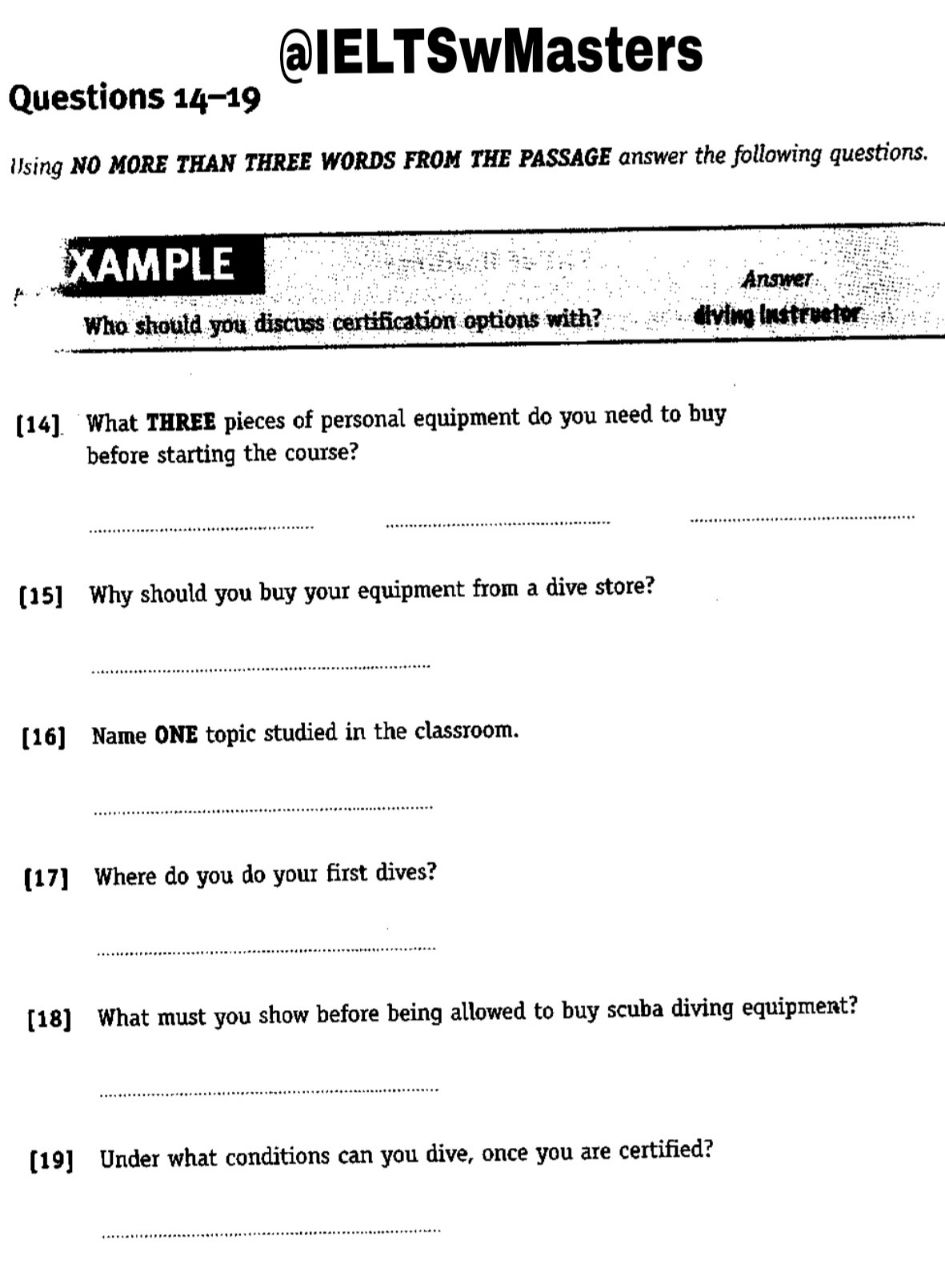 @IELTSwMasters
Questions 14–19
Using NO MORE THAN THREE WORDS FROM THE PASSAGE answer the following questions.
XAMPLE
Answer
Who should you discuss certification options with?
diving instructor
[14] What THREE pieces of personal equipment do you need to buy
before starting the course?
[15] Why should you buy your equipment from a dive store?
[16] Name ONE topic studied in the classroom.
[17] Where do you do your first dives?
[18] What must you show before being allowed to buy scuba diving equipment?
[19] Under what conditions can you dive, once you are certified?